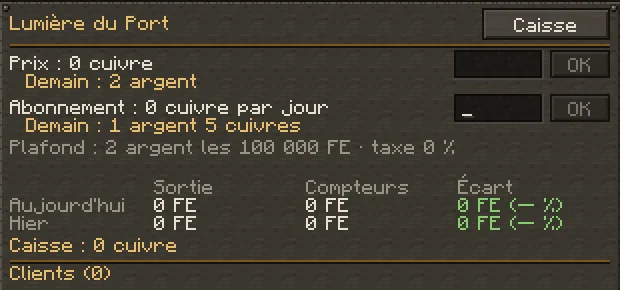 Lumière du Port
Caisse
Prix : 0 cuivre
OK
Demain : 2 argent
Abonnement : 0 cuivre par jour
_
OK
Demain : 1 argent 5 cuivres
Plafond : 2 argent les 100 000 FE · taxe 0 %
Sortie Compteurs Écart
Aujourd'hui 0 FE 0 FE 0 FE (— %)
Hier 0 FE 0 FE 0 FE (— %)
Caisse : 0 cuivre
Clients (0)